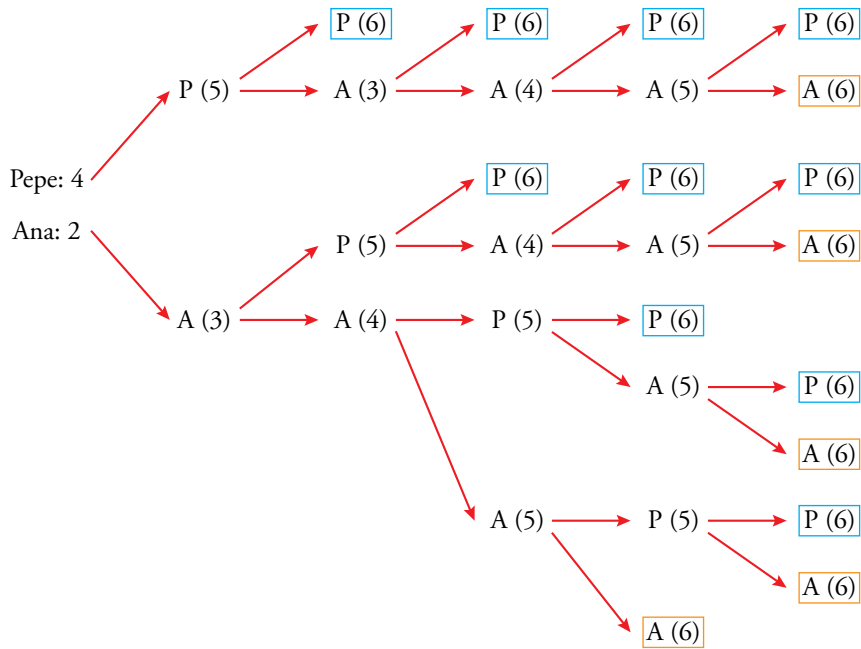 P (6) P (6) P (6) P (6)
P (5) A (3) A (4) A (5) A (6)
Pepe: 4 P (6) P (6) P (6)
Ana: 2 P (5) A (4) A (5) A (6)
A (3) A (4) P (5) P (6)
A (5) P (6)
A (6)
A (5) P (5) P (6)
A (6)
A (6)